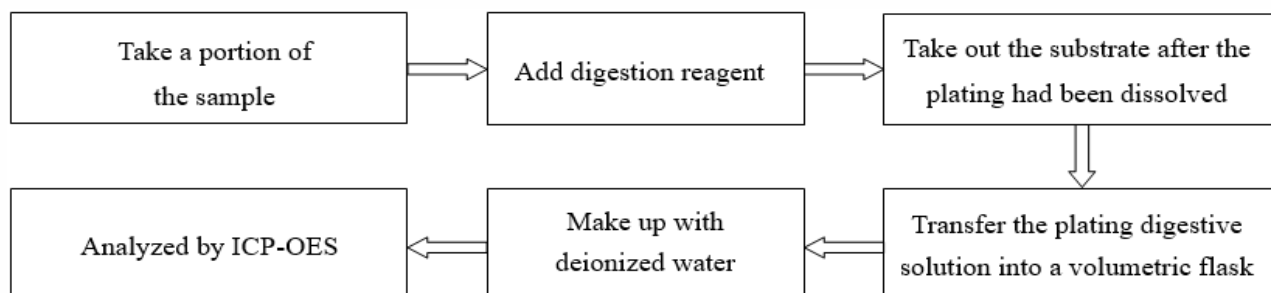 Take a portion of
the sample
Add digestion reagent
Take out the substrate after the
plating had been dissolved
Transfer the plating digestive
solution into a volumetric flask
Make up with
deionized water
Analyzed by ICP-OES